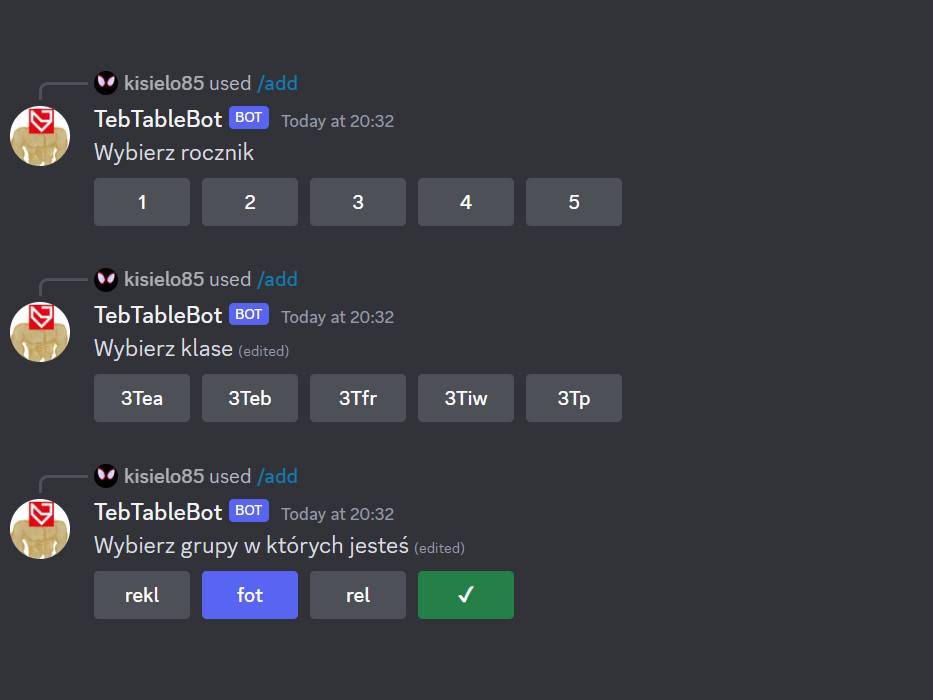 kisielo85 used /add
TebTableBot BOT Today at 20:32
Wybierz rocznik
1 2 3 4 5
kisielo85 used /add
TebTableBot BOT Today at 20:32
Wybierz klase (edited)
3Tea 3Teb 3Tfr 3Tiw 3Tp
kisielo85 used /add
TebTableBot BOT Today at 20:32
Wybierz grupy w których jesteś (edited)
rekl fot rel ✓